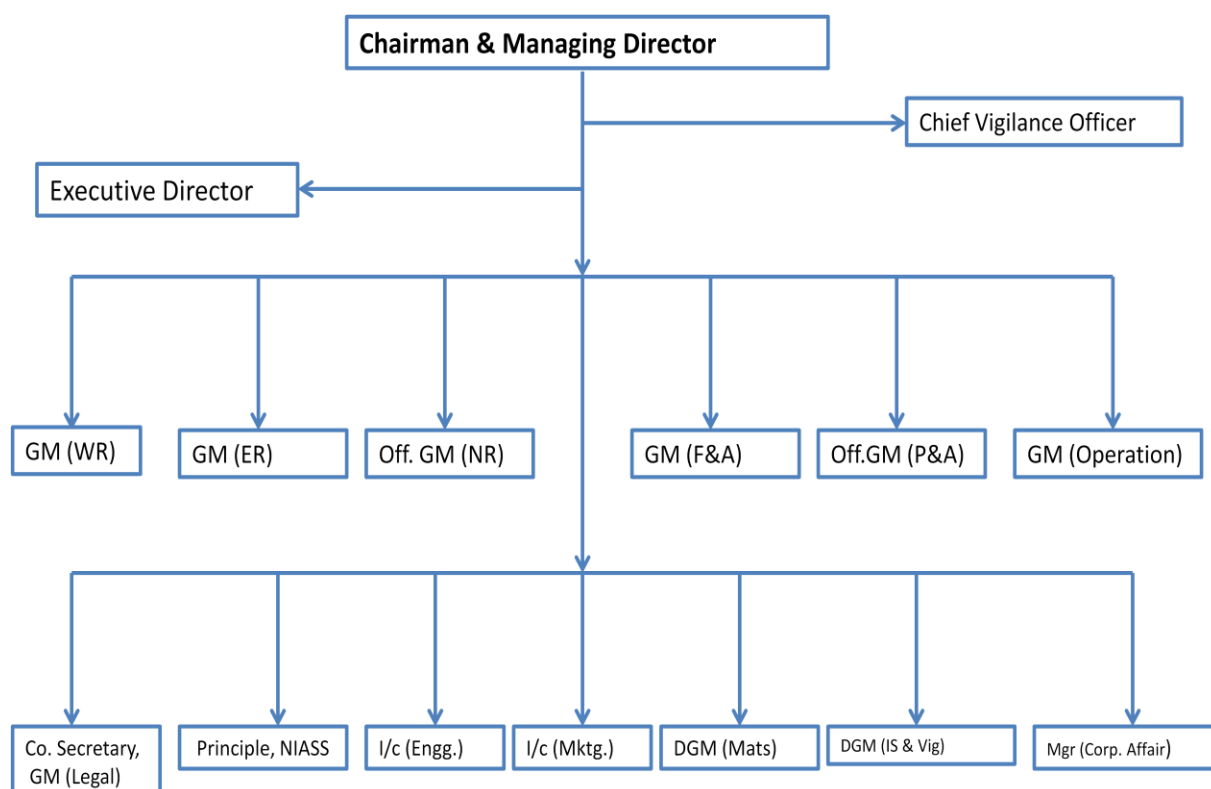 Chairman & Managing Director
Chief Vigilance Officer
Executive Director
GM (WR)
GM (ER)
Off. GM (NR)
GM (F&A)
Off.GM (P&A)
GM (Operation)
Co. Secretary,
GM (Legal)
Principle, NIASS
I/c (Engg.)
I/c (Mktg.)
DGM (Mats)
DGM (IS & Vig)
Mgr (Corp. Affair)